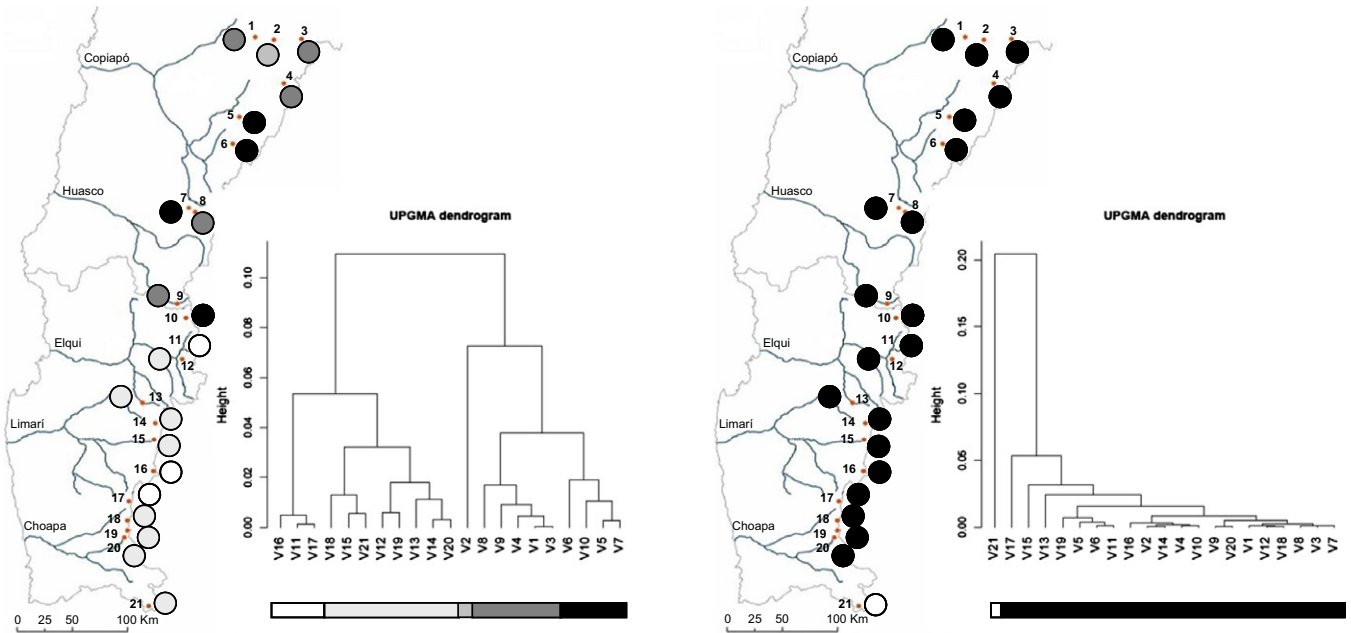 1 2 3
Copiapó
4
5
6
Huasco
7 8
UPGMA dendrogram
9
10
11
Elqui
12
13
Limarí
14
15
16
17
Choapa
18
19
20
21
0 25 50 100 Km
Height
0.10
0.08
0.06
0.04
0.02
0.00
V16 V11 V17 V18 V15 V21 V12 V19 V13 V14 V20 V2 V8 V9 V4 V1 V3 V6 V10 V5 V7
1 2 3
Copiapó
4
5
6
Huasco
7 8
UPGMA dendrogram
9
10
11
Elqui
12
13
Limarí
14
15
16
17
Choapa
18
19
20
21
0 25 50 100 Km
Height
0.20
0.15
0.10
0.05
0.00
V21 V17 V15 V13 V19 V5 V6 V11 V16 V2 V14 V4 V10 V9 V20 V1 V12 V18 V8 V3 V7